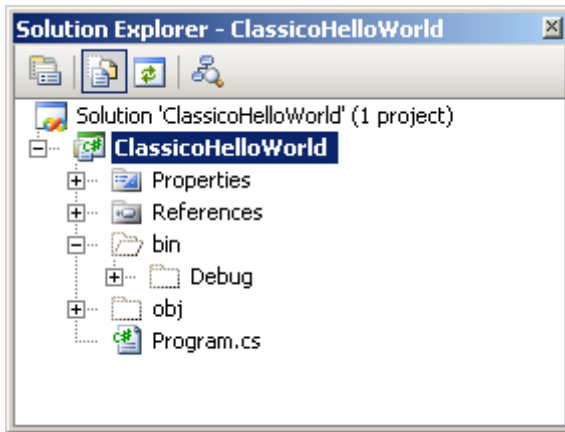 Solution Explorer - ClassicoHelloWorld
Solution 'ClassicoHelloWorld' (1 project)
C# ClassicoHelloWorld
Properties
References
bin
Debug
obj
C# Program.cs